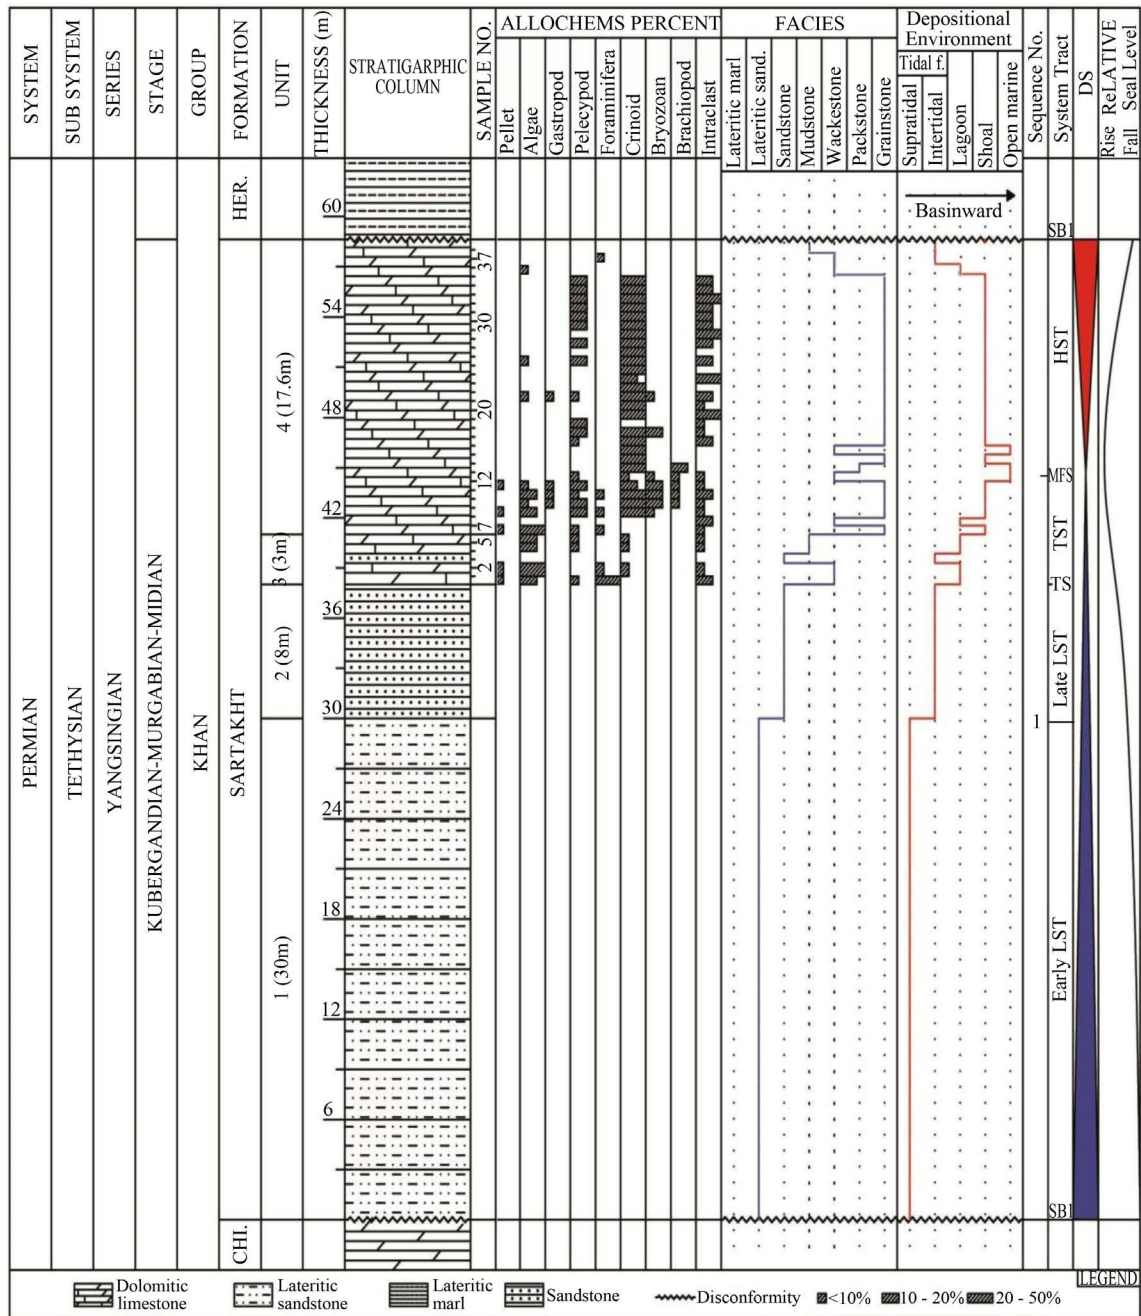 SYSTEM
SUB SYSTEM
SERIES
STAGE
GROUP
FORMATION
UNIT
THICKNESS (m)
STRATIGARPHIC
COLUMN
SAMPLE NO.
ALLOCHEMS PERCENT
Pellet
Algae
Gastropod
Pelecypod
Foraminifera
Crinoid
Bryozoan
Brachiopod
Intraclast
FACIES
Lateritic marl
Lateritic sand.
Sandstone
Mudstone
Wackestone
Packstone
Grainstone
Depositional
Environment
Tidal f.
Supratidal
Intertidal
Lagoon
Shoal
Open marine
Sequence No.
System Tract
DS
ReLATIVE
Seal Level
Rise
Fall
PERMIAN
TETHYSIAN
YANGSINGIAN
KUBERGANDIAN-MURGABIAN-MIDIAN
KHAN
HER.
SARTAKHT
CHI.
4 (17.6m)
3 (3m)
2 (8m)
1 (30m)
60
54
48
42
36
30
24
18
12
6
37
30
20
12
7
5
2
Basinward
1
SB1
HST
MFS
TST
TS
Late LST
Early LST
SB1
LEGEND
Dolomitic
limestone
Lateritic
sandstone
Lateritic
marl
Sandstone
Disconformity
<10%
10 - 20%
20 - 50%